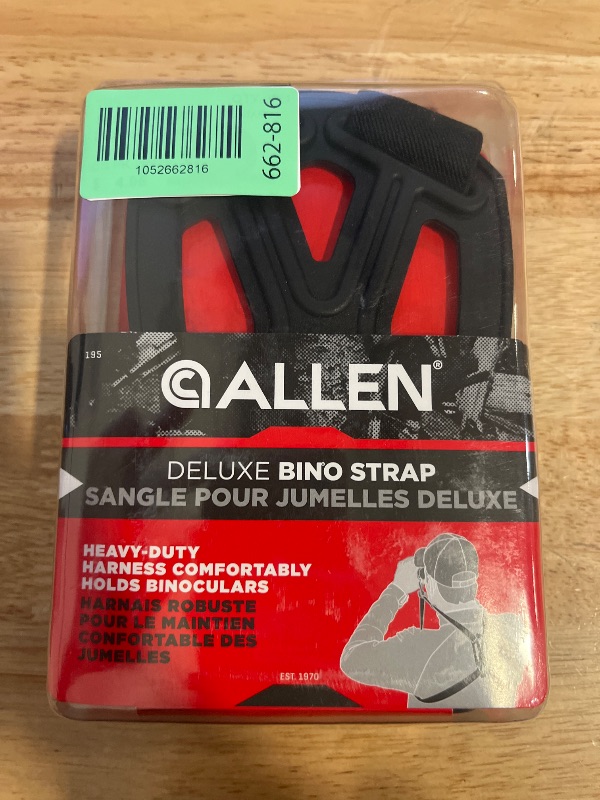 1052662816
662-816
195
ALLEN®
DELUXE BINO STRAP
SANGLE POUR JUMELLES DELUXE
HEAVY-DUTY
HARNESS COMFORTABLY
HOLDS BINOCULARS
HARNAIS ROBUSTE
POUR LE MAINTIEN
CONFORTABLE DES
JUMELLES
EST. 1970